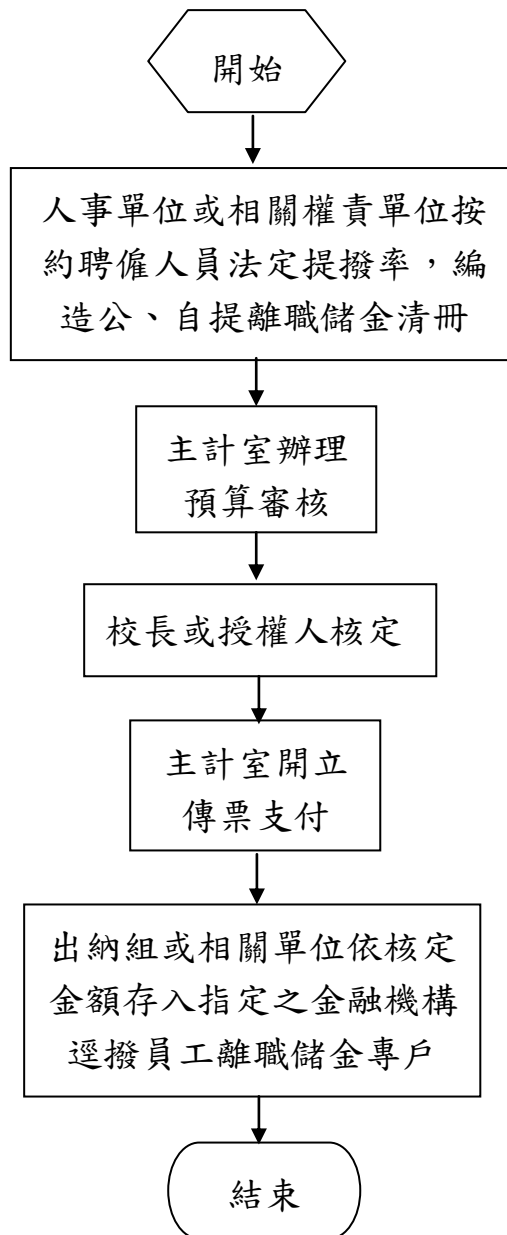 開始
人事單位或相關權責單位按
約聘僱人員法定提撥率，編
造公、自提離職儲金清冊
主計室辦理
預算審核
校長或授權人核定
主計室開立
傳票支付
出納組或相關單位依核定
金額存入指定之金融機構
逕撥員工離職儲金專戶
結束